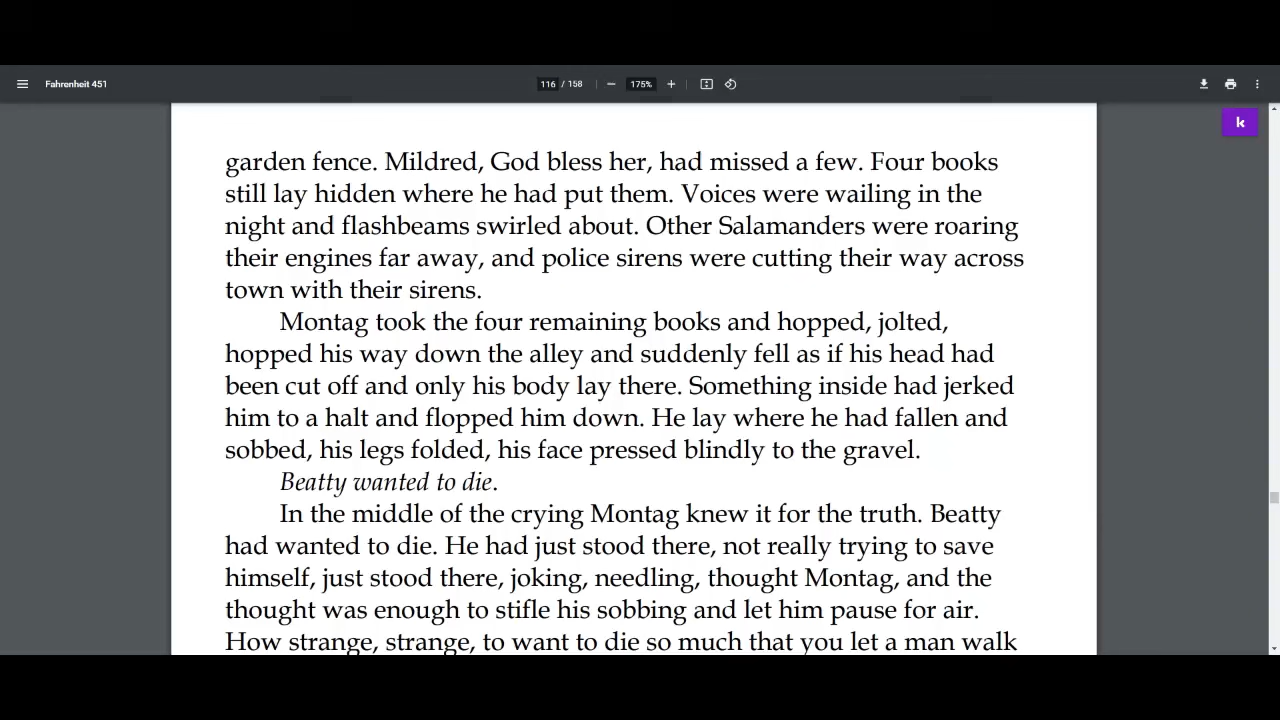 Fahrenheit 451
116 / 158
175%
k
garden fence. Mildred, God bless her, had missed a few. Four books
still lay hidden where he had put them. Voices were wailing in the
night and flashbeams swirled about. Other Salamanders were roaring
their engines far away, and police sirens were cutting their way across
town with their sirens.
Montag took the four remaining books and hopped, jolted,
hopped his way down the alley and suddenly fell as if his head had
been cut off and only his body lay there. Something inside had jerked
him to a halt and flopped him down. He lay where he had fallen and
sobbed, his legs folded, his face pressed blindly to the gravel.
Beatty wanted to die.
In the middle of the crying Montag knew it for the truth. Beatty
had wanted to die. He had just stood there, not really trying to save
himself, just stood there, joking, needling, thought Montag, and the
thought was enough to stifle his sobbing and let him pause for air.
How strange, strange, to want to die so much that you let a man walk